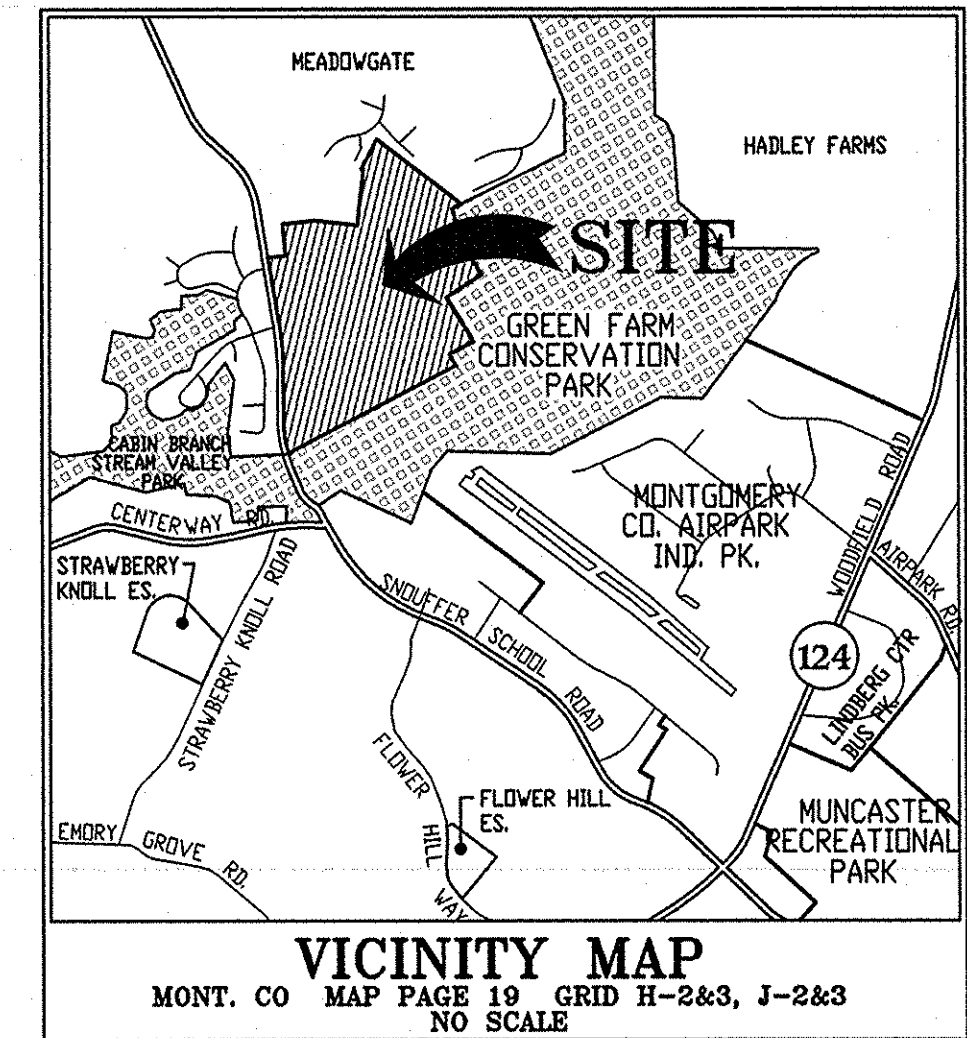 MEADOWGATE
HADLEY FARMS
SITE
GREEN FARM
CONSERVATION
PARK
CABIN BRANCH
STREAM VALLEY
PARK
CENTERWAY RD.
MONTGOMERY
CO. AIRPARK
IND. PK.
WOODFIELD ROAD
AIRPARK RD.
STRAWBERRY
KNOLL ES.
STRAWBERRY KNOLL ROAD
SNOUFFER SCHOOL ROAD
124
LINDBERG CTR
BUS PK.
FLOWER HILL WAY
FLOWER HILL
ES.
EMORY GROVE RD.
MUNCASTER
RECREATIONAL
PARK
VICINITY MAP
MONT. CO MAP PAGE 19 GRID H-2&3, J-2&3
NO SCALE